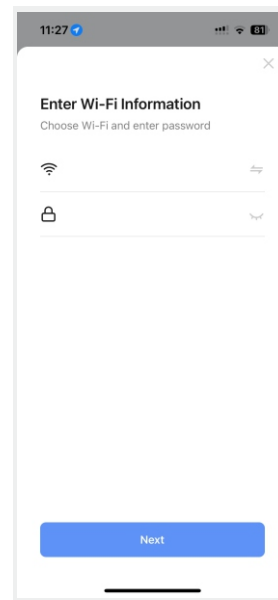 11:27
81
Enter Wi-Fi Information
Choose Wi-Fi and enter password
Next